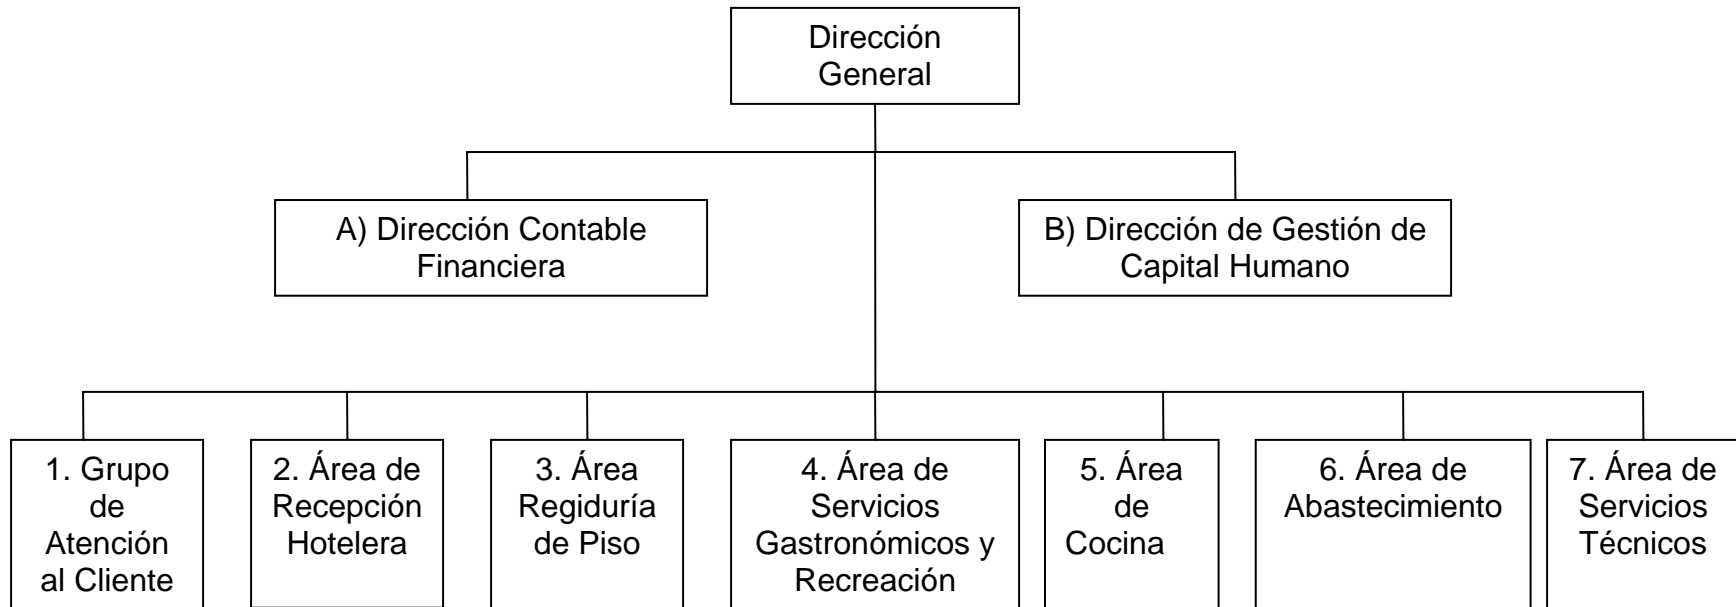 Dirección
General
A) Dirección Contable
Financiera
B) Dirección de Gestión de
Capital Humano
1. Grupo
de
Atención
al Cliente
2. Área de
Recepción
Hotelera
3. Área
Regiduría
de Piso
4. Área de
Servicios
Gastronómicos y
Recreación
5. Área
de
Cocina
6. Área de
Abastecimiento
7. Área de
Servicios
Técnicos